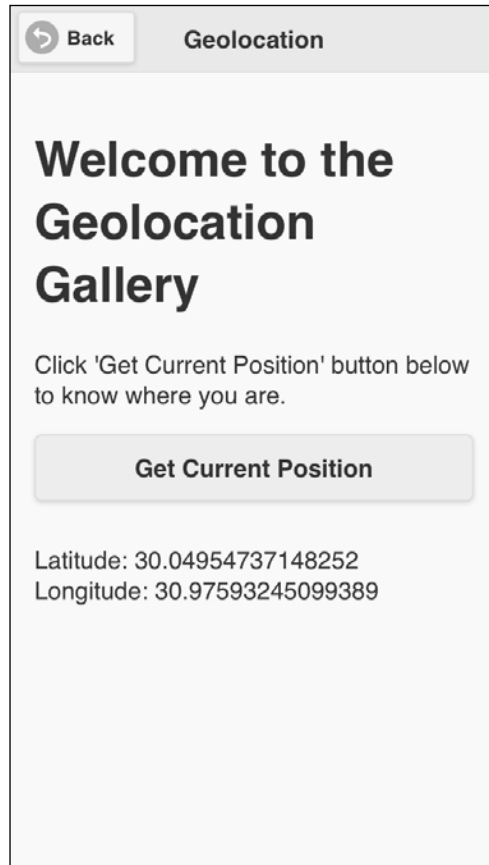 Back
Geolocation
Welcome to the
Geolocation
Gallery
Click 'Get Current Position' button below
to know where you are.
Get Current Position
Latitude: 30.04954737148252
Longitude: 30.97593245099389